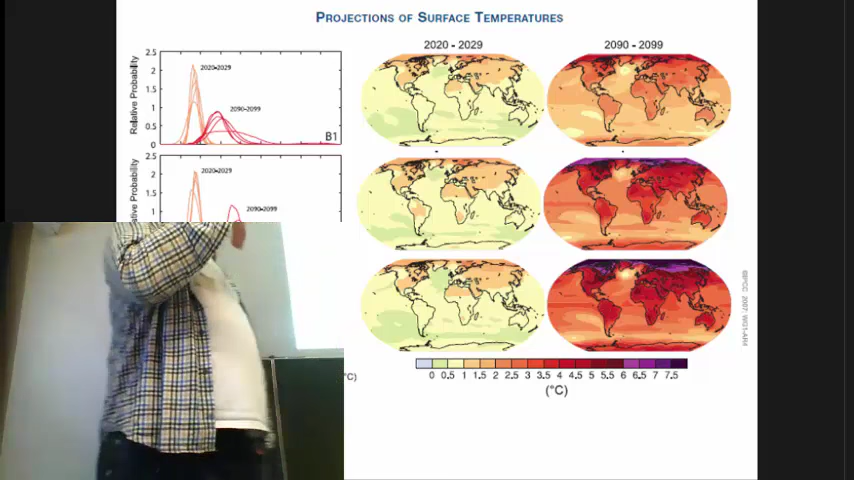 PROJECTIONS OF SURFACE TEMPERATURES
2020 - 2029
2090 - 2099
2.5
2
1.5
1
0.5
0
Relative Probability
2020-2029
2090-2099
B1
2.5
2
1.5
1
Relative Probability
2020-2029
2090-2099
°C)
0 0.5 1 1.5 2 2.5 3 3.5 4 4.5 5 5.5 6 6.5 7 7.5
(°C)
©IPCC 2007: WG1-AR4